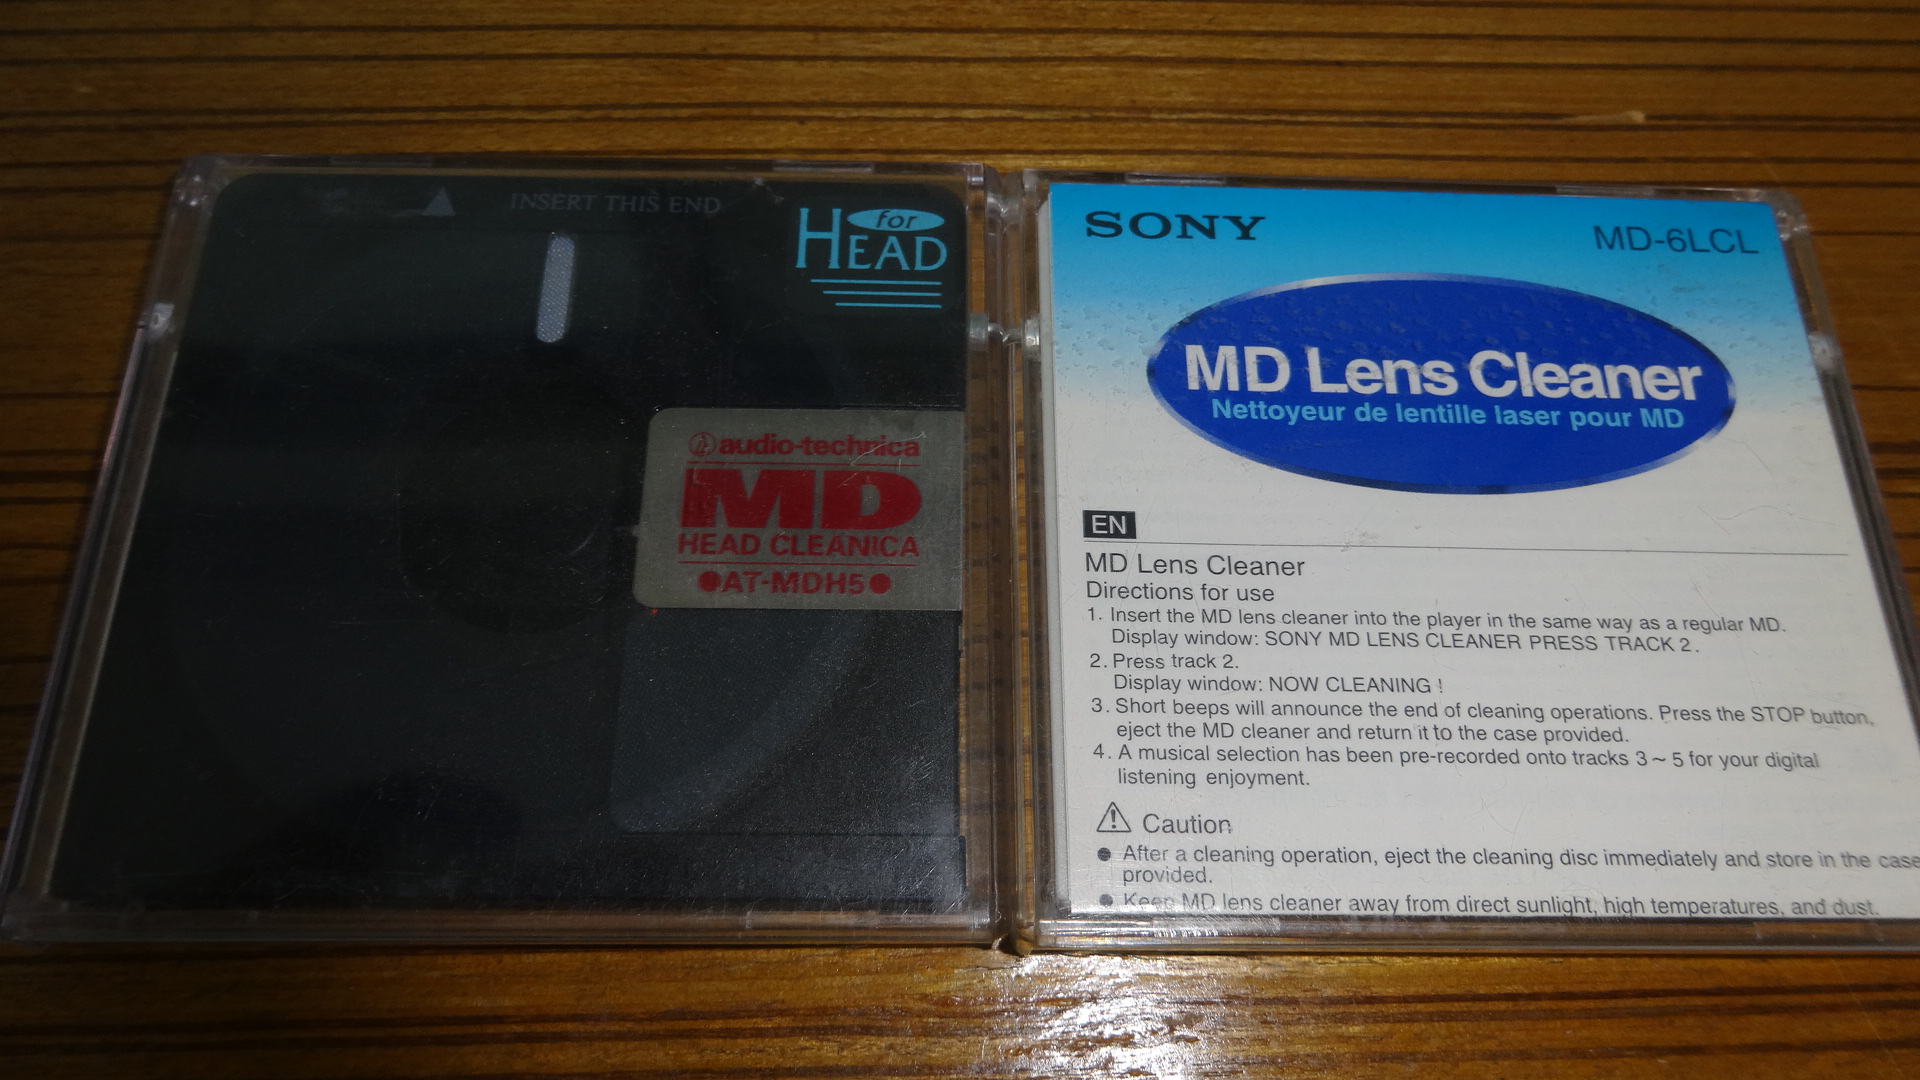 INSERT THIS END
for
HEAD
audio-technica
MD
HEAD CLEANICA
●AT-MDH5●
SONY
MD-6LCL
MD Lens Cleaner
Nettoyeur de lentille laser pour MD
EN
MD Lens Cleaner
Directions for use
1. Insert the MD lens cleaner into the player in the same way as a regular MD.
Display window: SONY MD LENS CLEANER PRESS TRACK 2.
2. Press track 2.
Display window: NOW CLEANING !
3. Short beeps will announce the end of cleaning operations. Press the STOP button,
eject the MD cleaner and return it to the case provided.
4. A musical selection has been pre-recorded onto tracks 3 ~ 5 for your digital
listening enjoyment.
Caution
● After a cleaning operation, eject the cleaning disc immediately and store in the case
provided.
● Keep MD lens cleaner away from direct sunlight, high temperatures, and dust.